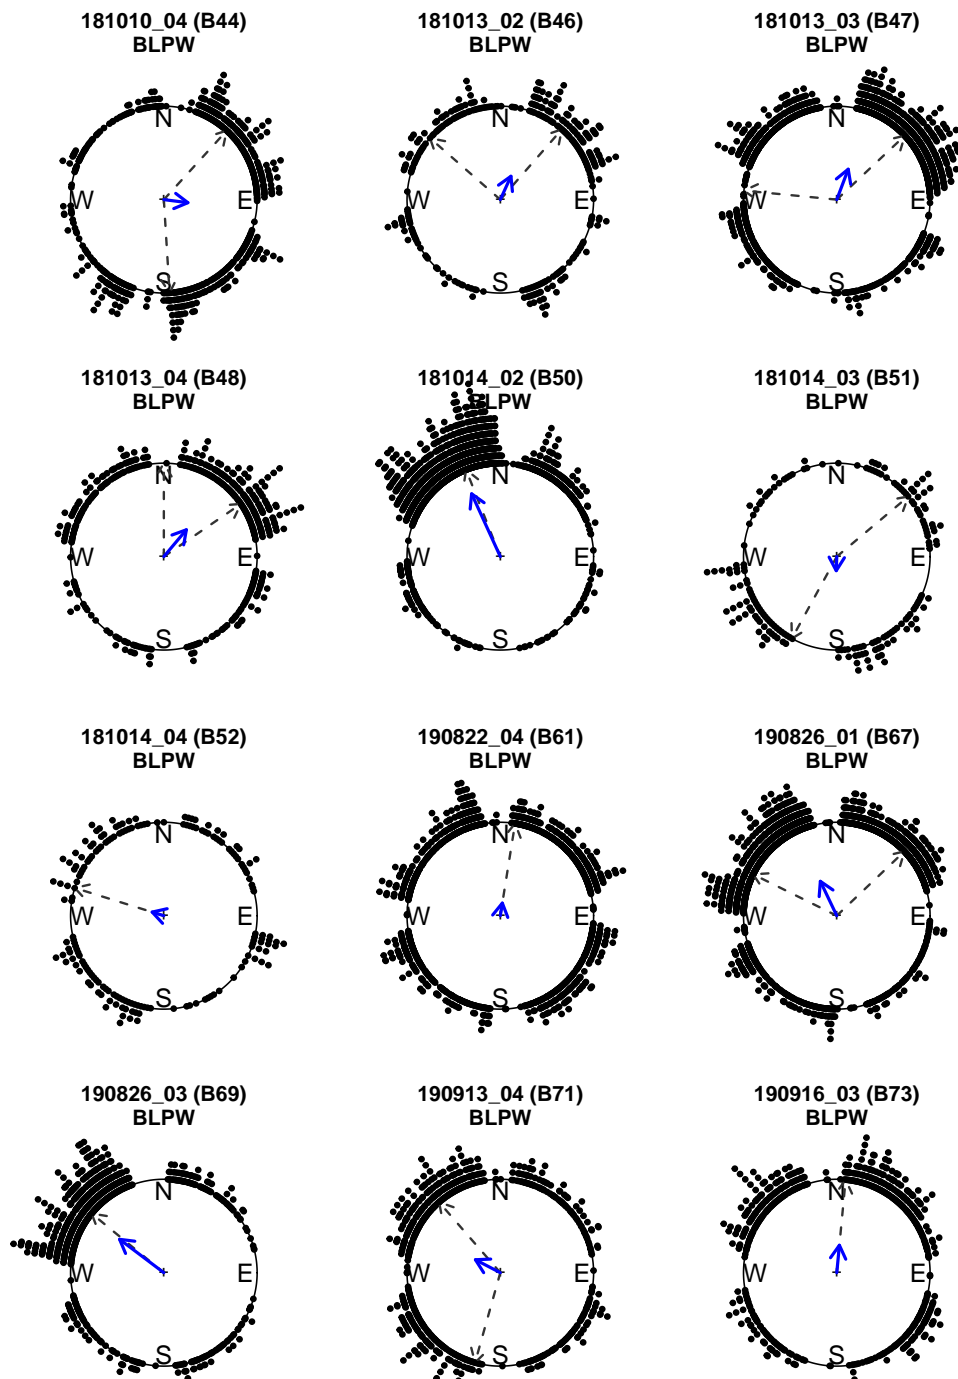 181010_04 (B44)
BLPW
N
W
E
S
181013_02 (B46)
BLPW
N
W
E
S
181013_03 (B47)
BLPW
N
W
E
S
181013_04 (B48)
BLPW
N
W
E
S
181014_02 (B50)
BLPW
N
W
E
S
181014_03 (B51)
BLPW
N
W
E
S
181014_04 (B52)
BLPW
N
W
E
S
190822_04 (B61)
BLPW
N
W
E
S
190826_01 (B67)
BLPW
N
W
E
S
190826_03 (B69)
BLPW
N
W
E
S
190913_04 (B71)
BLPW
N
W
E
S
190916_03 (B73)
BLPW
N
W
E
S